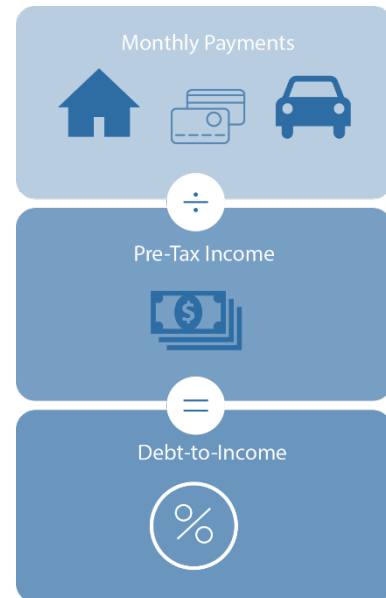 Monthly Payments
÷
Pre-Tax Income
$
=
Debt-to-Income
%